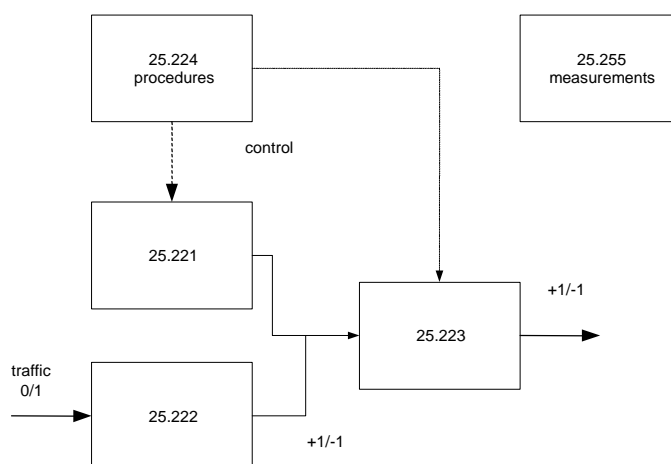 25.224
procedures
25.255
measurements
control
25.221
+1/-1
25.223
traffic
0/1
25.222
+1/-1